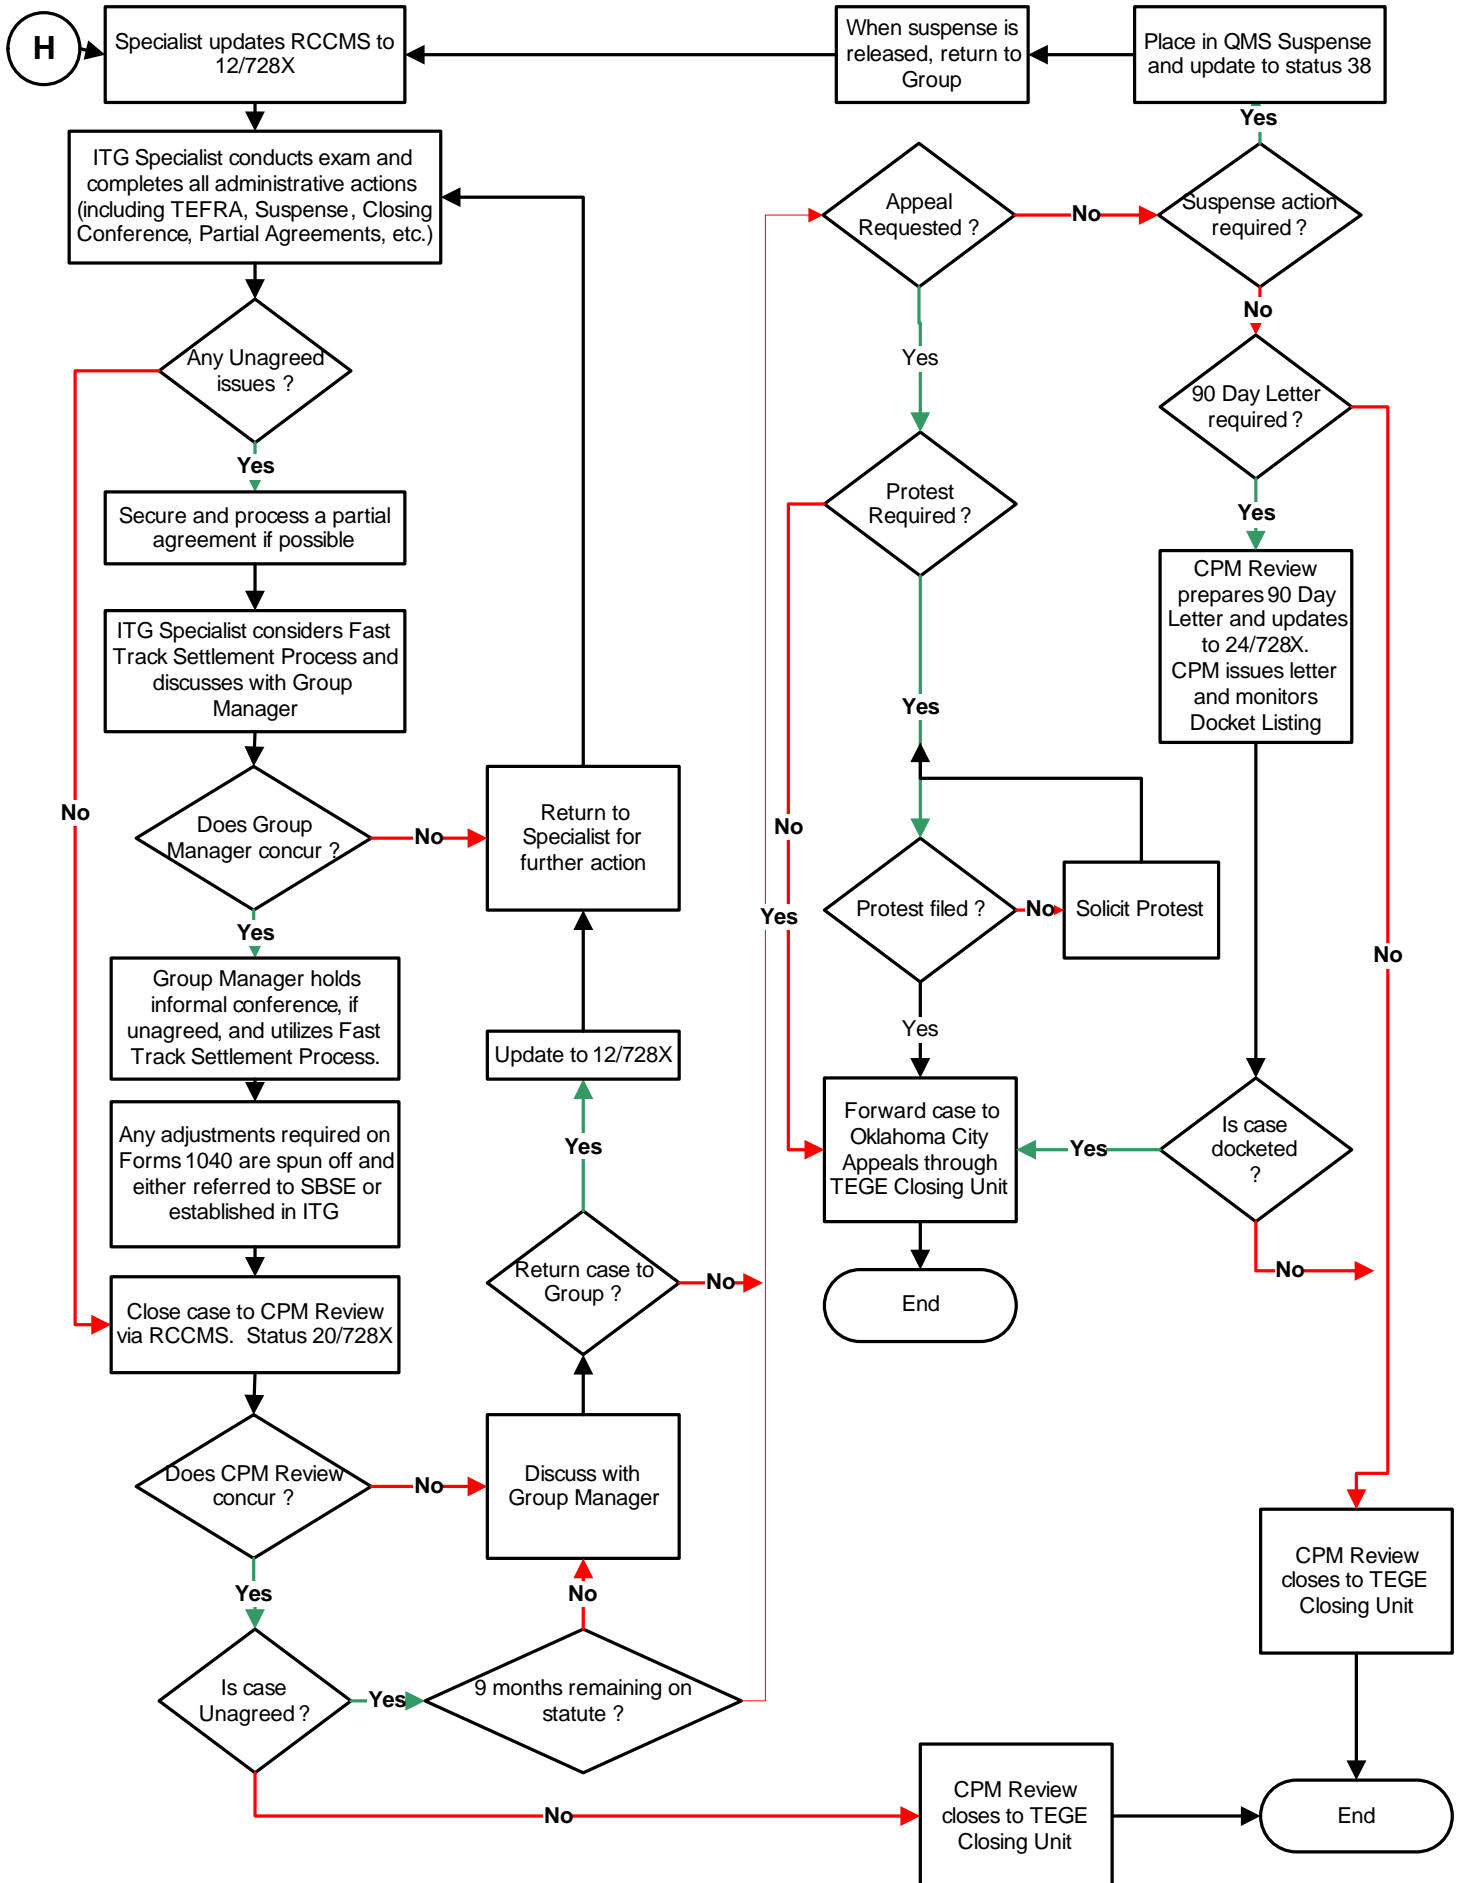 H
Specialist updates RCCMS to
12/728X
When suspense is
released, return to
Group
Place in QMS Suspense
and update to status 38
Yes
ITG Specialist conducts exam and
completes all administrative actions
(including TEFRA, Suspense, Closing
Conference, Partial Agreements, etc.)
Appeal
Requested ?
No
Suspense action
required ?
No
Any Unagreed
issues ?
Yes
90 Day Letter
required ?
Yes
Yes
Secure and process a partial
agreement if possible
Protest
Required ?
CPM Review
prepares 90 Day
Letter and updates
to 24/728X.
CPM issues letter
and monitors
Docket Listing
ITG Specialist considers Fast
Track Settlement Process and
discusses with Group
Manager
Yes
No
Does Group
Manager concur ?
No
Return to
Specialist for
further action
No
Protest filed ?
No
Solicit Protest
Yes
Yes
No
Group Manager holds
informal conference, if
unagreed, and utilizes Fast
Track Settlement Process.
Update to 12/728X
Yes
Any adjustments required on
Forms 1040 are spun off and
either referred to SBSE or
established in ITG
Yes
Forward case to
Oklahoma City
Appeals through
TEGE Closing Unit
Yes
Is case
docketed
?
Return case to
Group ?
No
No
Close case to CPM Review
via RCCMS.  Status 20/728X
End
Does CPM Review
concur ?
No
Discuss with
Group Manager
Yes
No
CPM Review
closes to TEGE
Closing Unit
Is case
Unagreed ?
Yes
9 months remaining on
statute ?
No
CPM Review
closes to TEGE
Closing Unit
End